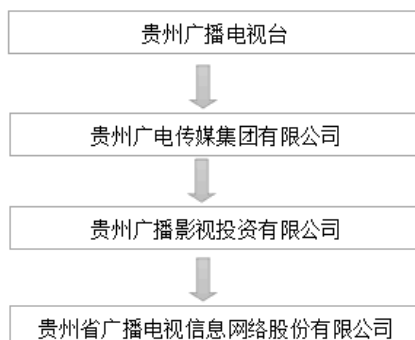 贵州广播电视台
贵州广电传媒集团有限公司
贵州广播影视投资有限公司
贵州省广播电视信息网络股份有限公司